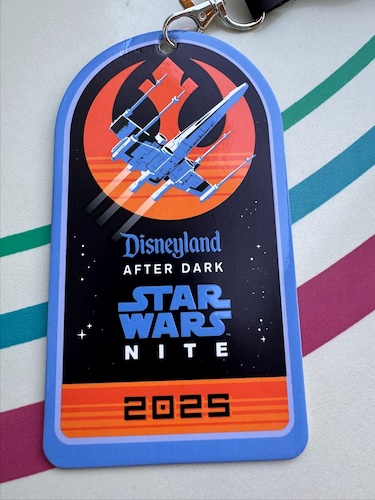 Disneyland
AFTER DARK
STAR
WARS
NITE
2025